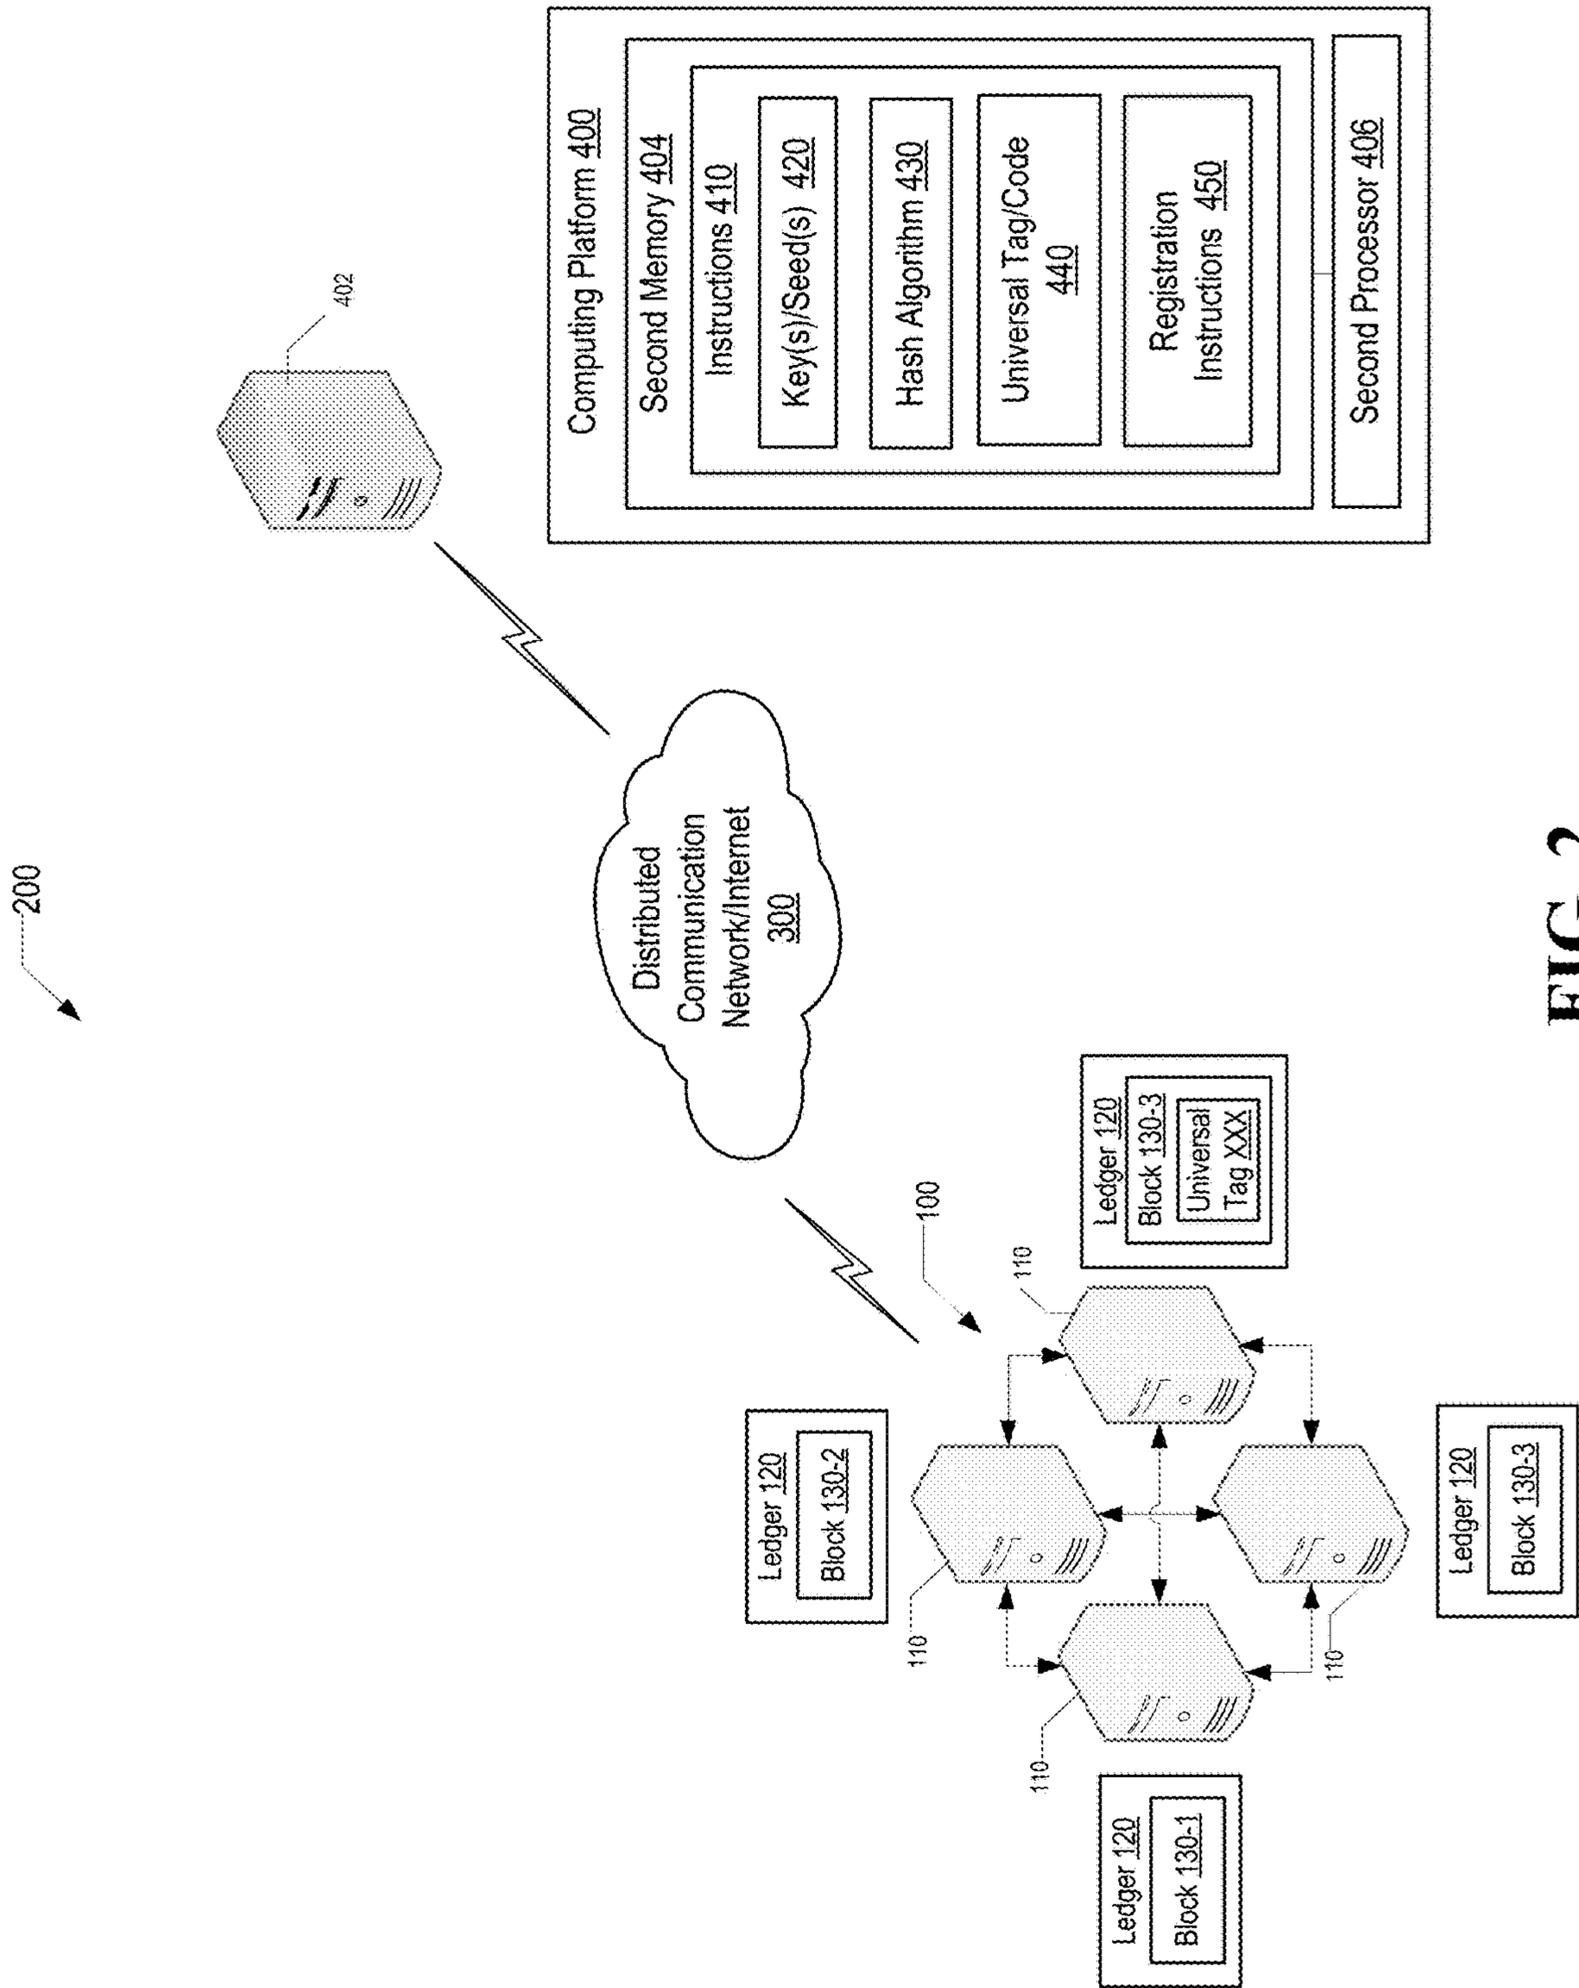 200
402
Computing Platform 400
Second Memory 404
Instructions 410
Key(s)/Seed(s) 420
Hash Algorithm 430
Universal Tag/Code
440
Registration
Instructions 450
Second Processor 406
Distributed
Communication
Network/Internet
300
100
110
Ledger 120
Block 130-3
Universal
Tag XXX
Ledger 120
Block 130-2
110
110
Ledger 120
Block 130-1
110
Ledger 120
Block 130-3
FIG. 2